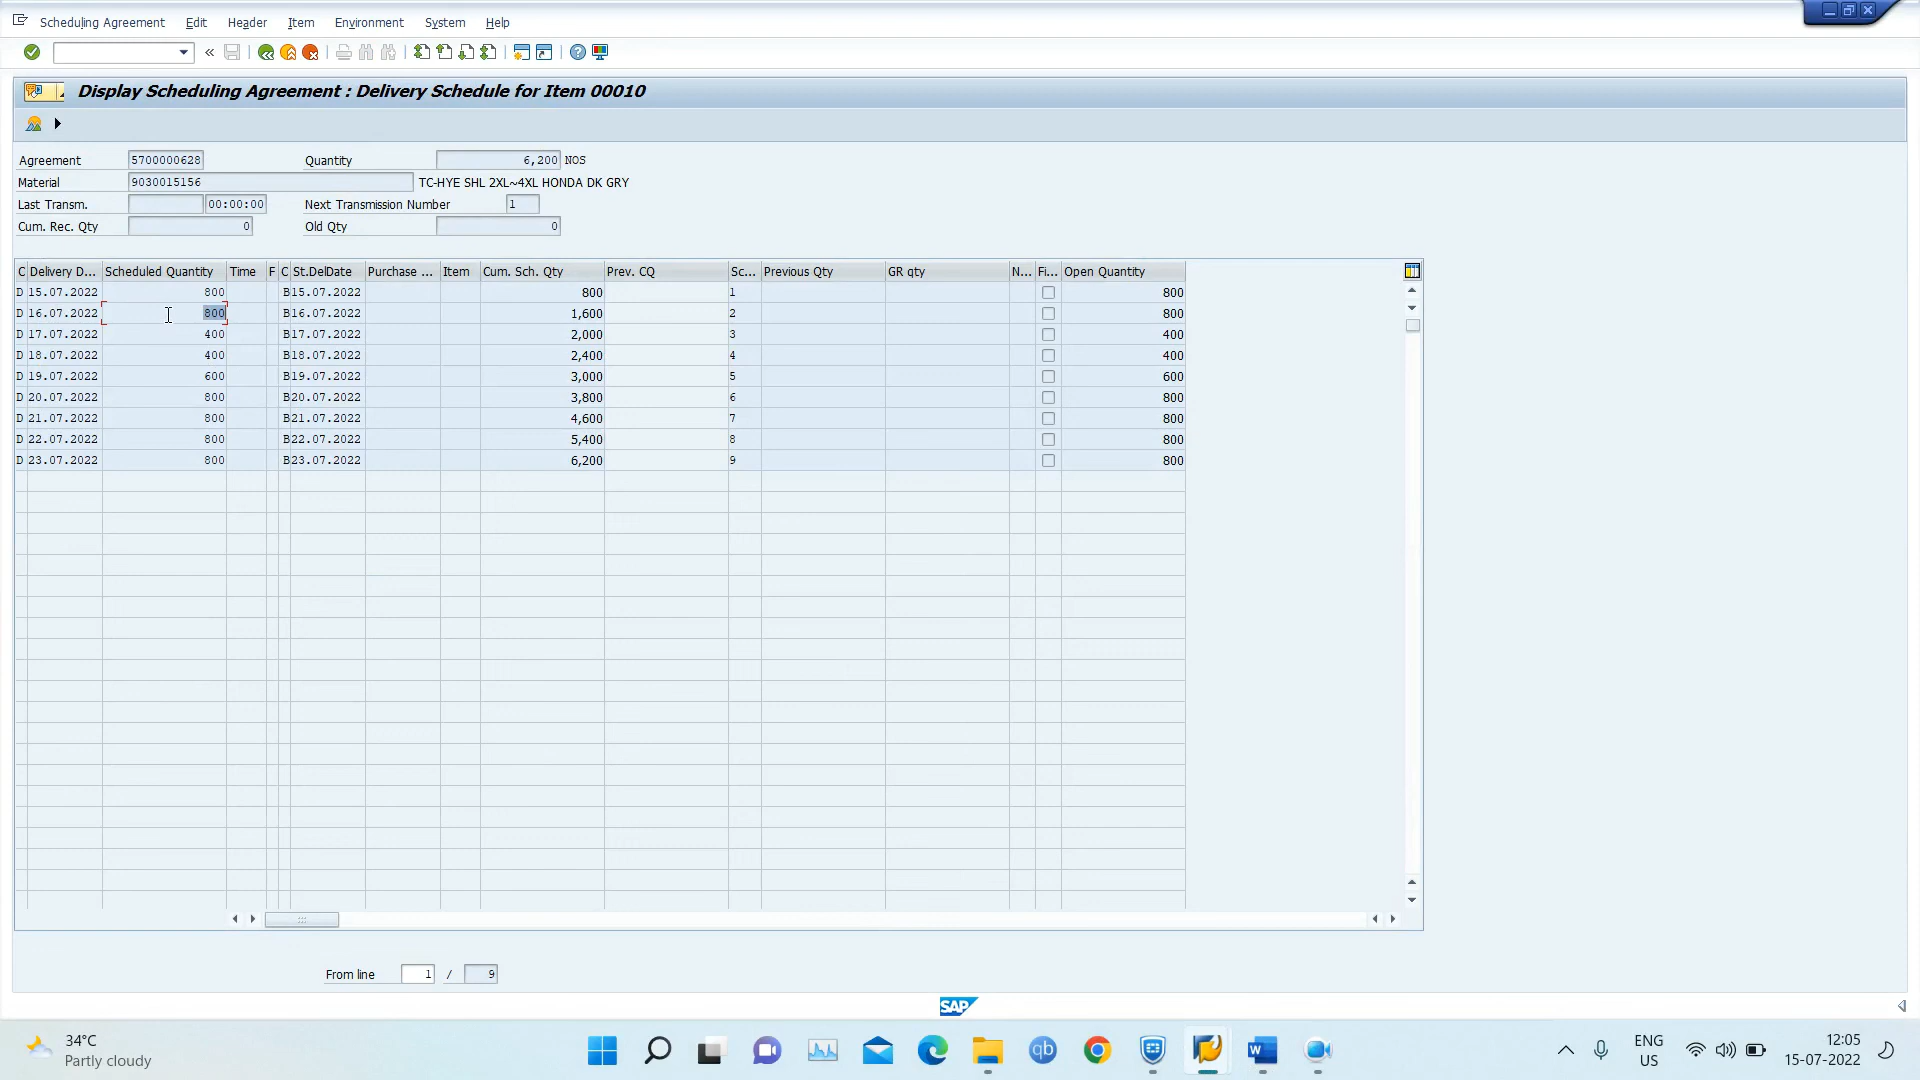 Scheduling Agreement Edit Header Item Environment System Help
Display Scheduling Agreement : Delivery Schedule for Item 00010
Agreement 5700000628 Quantity 6,200 NOS
Material 9030015156 TC-HYE SHL 2XL~4XL HONDA DK GRY
Last Transm. 00:00:00 Next Transmission Number 1
Cum. Rec. Qty 0 Old Qty 0
C Delivery D... Scheduled Quantity Time F C St.DelDate Purchase ... Item Cum. Sch. Qty Prev. CQ Sc... Previous Qty GR qty N... Fi... Open Quantity
D 15.07.2022 800 B 15.07.2022 800 1 800
D 16.07.2022 800 B 16.07.2022 1,600 2 800
D 17.07.2022 400 B 17.07.2022 2,000 3 400
D 18.07.2022 400 B 18.07.2022 2,400 4 400
D 19.07.2022 600 B 19.07.2022 3,000 5 600
D 20.07.2022 800 B 20.07.2022 3,800 6 800
D 21.07.2022 800 B 21.07.2022 4,600 7 800
D 22.07.2022 800 B 22.07.2022 5,400 8 800
D 23.07.2022 800 B 23.07.2022 6,200 9 800
From line 1 / 9
SAP
34°C
Partly cloudy
qb
W
ENG
US
12:05
15-07-2022